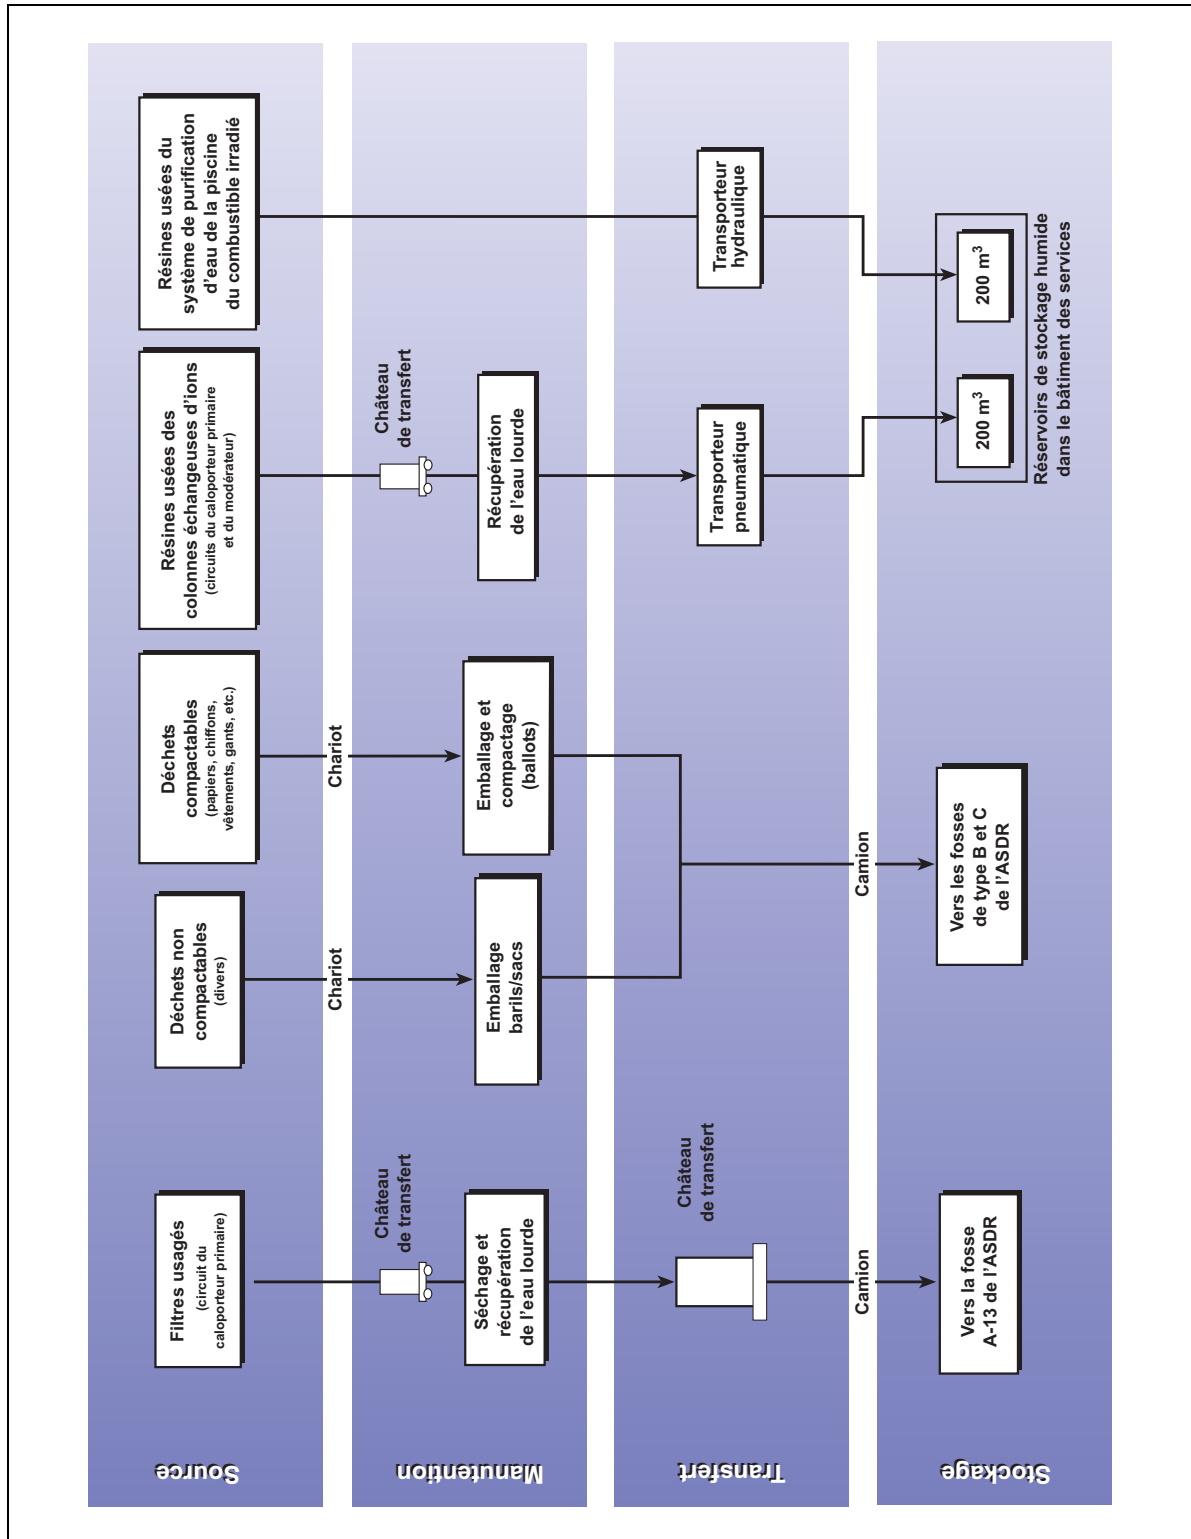 Source
Filtres usagés
(circuit du
caloporteur primaire)
Déchets non
compactables
(divers)
Déchets
compactables
(papiers, chiffons,
vêtements, gants, etc.)
Résines usées des
colonnes échangeuses d'ions
(circuits du caloporteur primaire
et du modérateur)
Résines usées du
système de purification
d'eau de la piscine
du combustible irradié
Chariot
Chariot
Manutention
Château
de transfert
Séchage et
récupération
de l'eau lourde
Emballage
barils/sacs
Emballage et
compactage
(ballots)
Château
de transfert
Récupération
de l'eau lourde
Transfert
Château
de transfert
Transporteur
pneumatique
Transporteur
hydraulique
Camion
Camion
Stockage
Vers la fosse
A-13 de l'ASDR
Vers les fosses
de type B et C
de l'ASDR
200 m³
200 m³
Réservoirs de stockage humide
dans le bâtiment des services